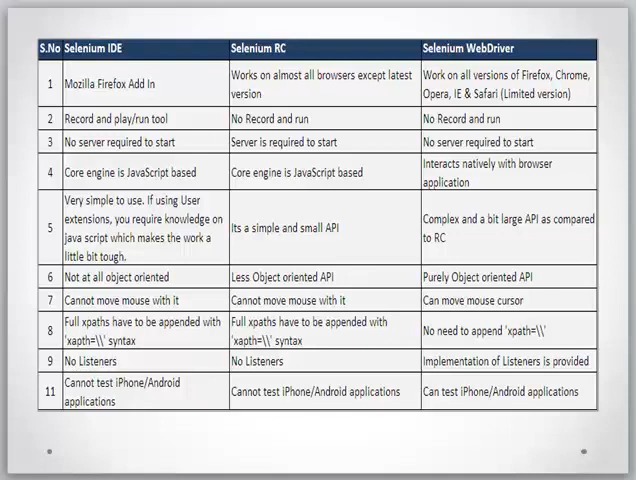 S.No Selenium IDE Selenium RC Selenium WebDriver
1 Mozilla Firefox Add In
Works on almost all browsers except latest
version
Work on all versions of Firefox, Chrome,
Opera, IE & Safari (Limited version)
2 Record and play/run tool No Record and run No Record and run
3 No server required to start Server is required to start No server required to start
4 Core engine is JavaScript based Core engine is JavaScript based
Interacts natively with browser
application
5
Very simple to use. If using User
extensions, you require knowledge on
java script which makes the work a
little bit tough.
Its a simple and small API
Complex and a bit large API as compared
to RC
6 Not at all object oriented Less Object oriented API Purely Object oriented API
7 Cannot move mouse with it Cannot move mouse with it Can move mouse cursor
8
Full xpaths have to be appended with
'xapth=\\' syntax
Full xpaths have to be appended with
'xapth=\\' syntax
No need to append 'xpath=\\'
9 No Listeners No Listeners Implementation of Listeners is provided
11
Cannot test iPhone/Android
applications
Cannot test iPhone/Android applications Can test iPhone/Android applications